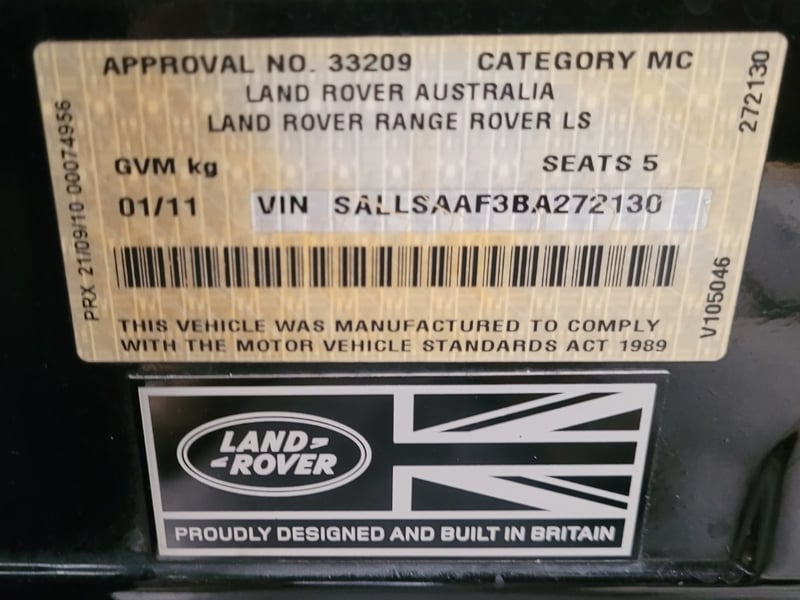 APPROVAL NO. 33209 CATEGORY MC
LAND ROVER AUSTRALIA
LAND ROVER RANGE ROVER LS
GVM kg SEATS 5
01/11 VIN SALLSAAF3BA272130
THIS VEHICLE WAS MANUFACTURED TO COMPLY
WITH THE MOTOR VEHICLE STANDARDS ACT 1989
PRX 21/09/10 00074956
272130
V105046
LAND
ROVER
PROUDLY DESIGNED AND BUILT IN BRITAIN